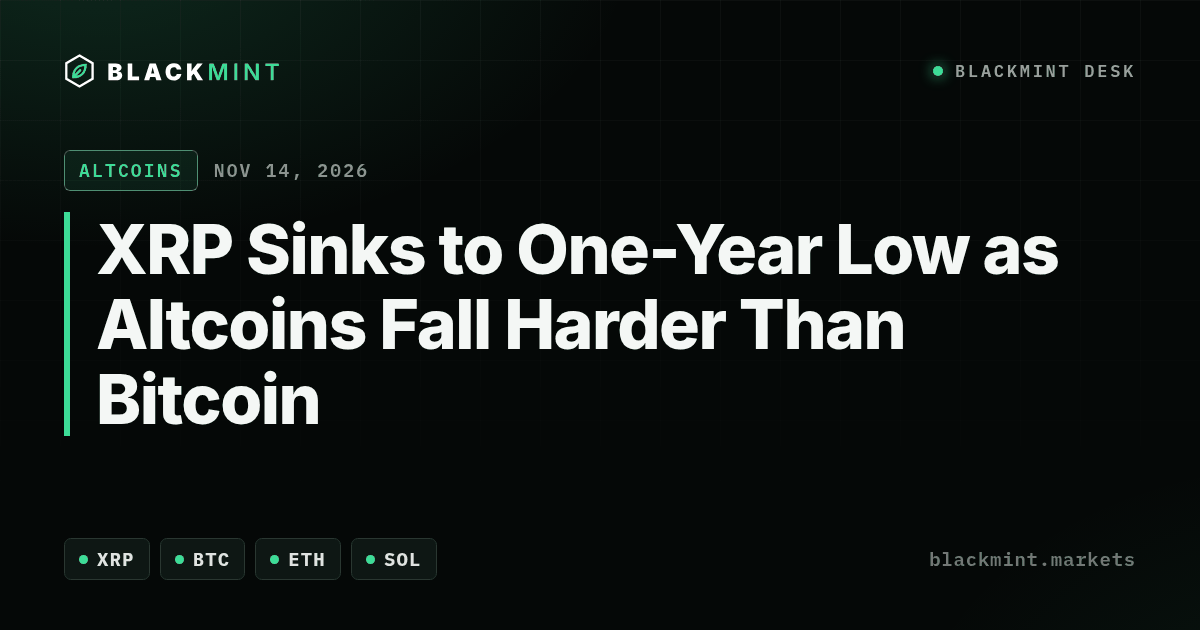 BLACKMINT
BLACKMINT DESK
ALTCOINS
NOV 14, 2026
XRP Sinks to One-Year Low as
Altcoins Fall Harder Than
Bitcoin
XRP
BTC
ETH
SOL
blackmint.markets